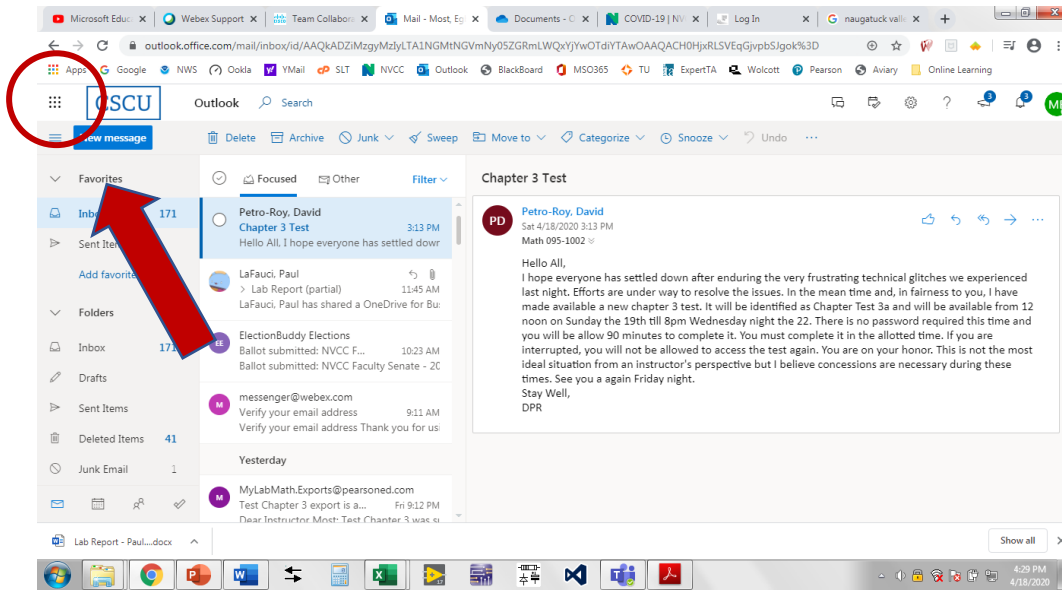 Microsoft Educ
Webex Support
Team Collabora
Mail - Most, Eg
Documents - O
COVID-19 | NV
Log In
naugatuck valle
outlook.office.com/mail/inbox/id/AAQkADZiMzgyMzIyLTA1NGMtNGVmNy05ZGRmLWQxYjYwOTdiYTAwOAAQACH0HjxRLSVEqGjvpbSJgok%3D
Apps Google NWS Ookla YMail SLT NVCC Outlook BlackBoard MSO365 TU ExpertTA Wolcott Pearson Aviary Online Learning
CSCU Outlook Search 3 3
New message Delete Archive Junk Sweep Move to Categorize Snooze Undo
Favorites
Inbo 171
Sent Ite
Add favorite
Folders
Inbox 171
Drafts
Sent Items
Deleted Items 41
Junk Email 1
Focused Other Filter
Petro-Roy, David
Chapter 3 Test 3:13 PM
Hello All, I hope everyone has settled down
LaFauci, Paul
> Lab Report (partial) 11:45 AM
LaFauci, Paul has shared a OneDrive for Bu:
EE
ElectionBuddy Elections
Ballot submitted: NVCC F... 10:23 AM
Ballot submitted: NVCC Faculty Senate - 20
M
messenger@webex.com
Verify your email address 9:11 AM
Verify your email address Thank you for usi
Yesterday
M
MyLabMath.Exports@pearsoned.com
Test Chapter 3 export is a... Fri 9:12 PM
Dear Instructor Most: Test Chapter 3 was su
Chapter 3 Test
PD
Petro-Roy, David
Sat 4/18/2020 3:13 PM
Math 095-1002
Hello All,
I hope everyone has settled down after enduring the very frustrating technical glitches we experienced
last night. Efforts are under way to resolve the issues. In the mean time and, in fairness to you, I have
made available a new chapter 3 test. It will be identified as Chapter Test 3a and will be available from 12
noon on Sunday the 19th till 8pm Wednesday night the 22. There is no password required this time and
you will be allow 90 minutes to complete it. You must complete it in the allotted time. If you are
interrupted, you will not be allowed to access the test again. You are on your honor. This is not the most
ideal situation from an instructor's perspective but I believe concessions are necessary during these
times. See you a again Friday night.
Stay Well,
DPR
Lab Report - Paul....docx
Show all
4:29 PM
4/18/2020